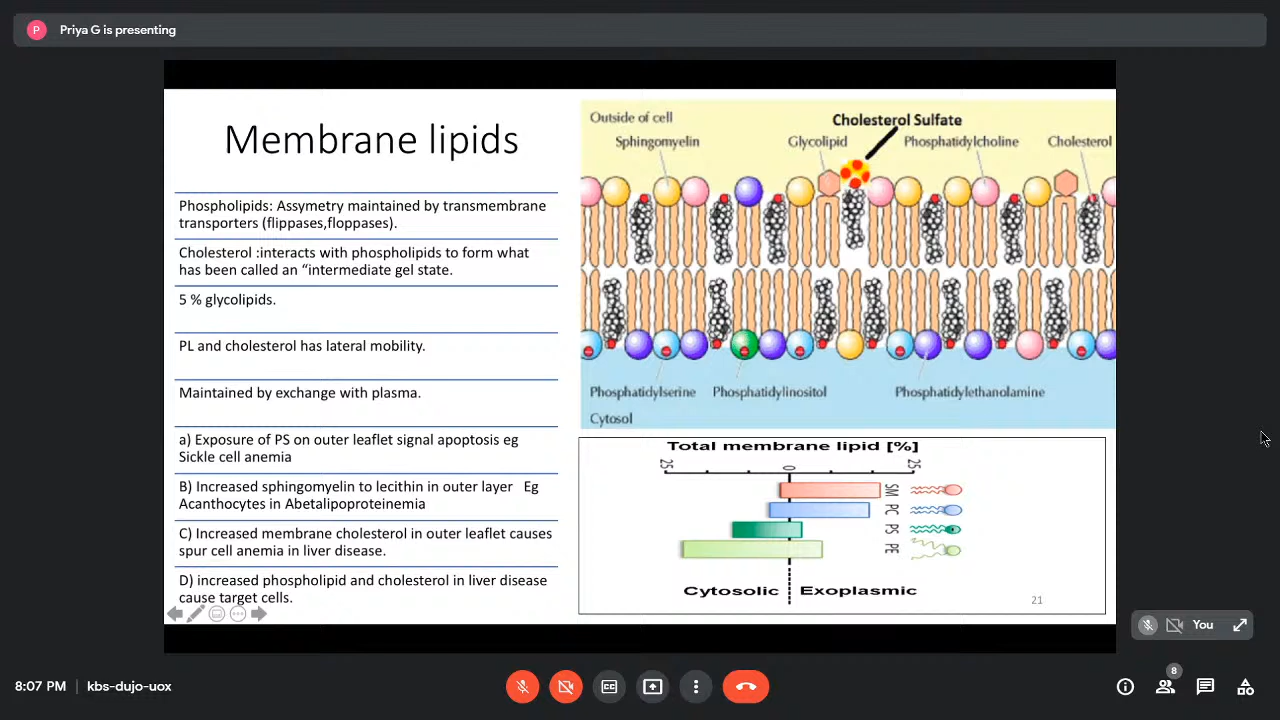 P
Priya G is presenting
Membrane lipids
Phospholipids: Assymetry maintained by transmembrane
transporters (flippases,floppases).
Cholesterol :interacts with phospholipids to form what
has been called an “intermediate gel state.
5 % glycolipids.
PL and cholesterol has lateral mobility.
Maintained by exchange with plasma.
a) Exposure of PS on outer leaflet signal apoptosis eg
Sickle cell anemia
B) Increased sphingomyelin to lecithin in outer layer Eg
Acanthocytes in Abetalipoproteinemia
C) Increased membrane cholesterol in outer leaflet causes
spur cell anemia in liver disease.
D) increased phospholipid and cholesterol in liver disease
cause target cells.
Outside of cell
Cholesterol Sulfate
Sphingomyelin
Glycolipid
Phosphatidylcholine
Cholesterol
Phosphatidylserine
Phosphatidylinositol
Phosphatidylethanolamine
Cytosol
Total membrane lipid [%]
25
0
25
SM
PC
PS
PE
Cytosolic
Exoplasmic
21
You
8:07 PM
kbs-dujo-uox
CC
8